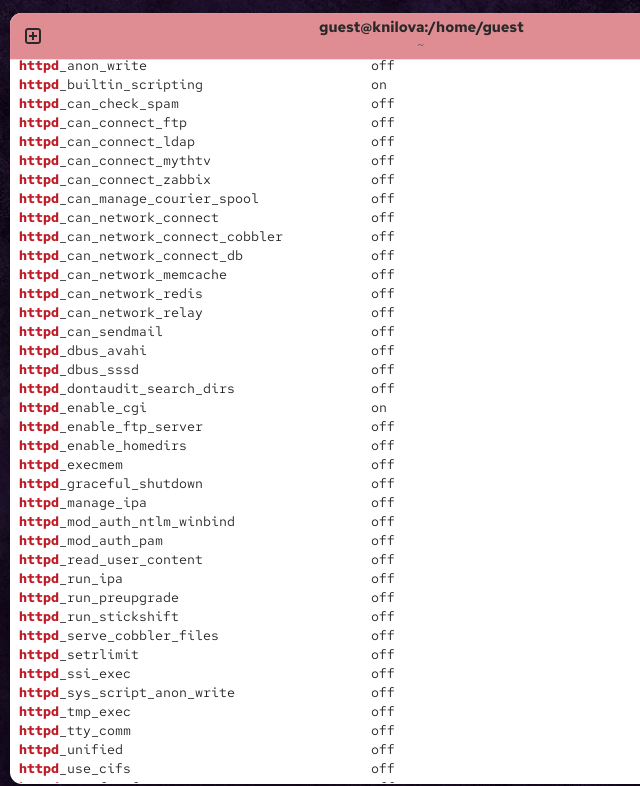 guest@knilova:/home/guest
~
httpd_anon_write off
httpd_builtin_scripting on
httpd_can_check_spam off
httpd_can_connect_ftp off
httpd_can_connect_ldap off
httpd_can_connect_mythtv off
httpd_can_connect_zabbix off
httpd_can_manage_courier_spool off
httpd_can_network_connect off
httpd_can_network_connect_cobbler off
httpd_can_network_connect_db off
httpd_can_network_memcache off
httpd_can_network_redis off
httpd_can_network_relay off
httpd_can_sendmail off
httpd_dbus_avahi off
httpd_dbus_sssd off
httpd_dontaudit_search_dirs off
httpd_enable_cgi on
httpd_enable_ftp_server off
httpd_enable_homedirs off
httpd_execmem off
httpd_graceful_shutdown off
httpd_manage_ipa off
httpd_mod_auth_ntlm_winbind off
httpd_mod_auth_pam off
httpd_read_user_content off
httpd_run_ipa off
httpd_run_preupgrade off
httpd_run_stickshift off
httpd_serve_cobbler_files off
httpd_setrlimit off
httpd_ssi_exec off
httpd_sys_script_anon_write off
httpd_tmp_exec off
httpd_tty_comm off
httpd_unified off
httpd_use_cifs off